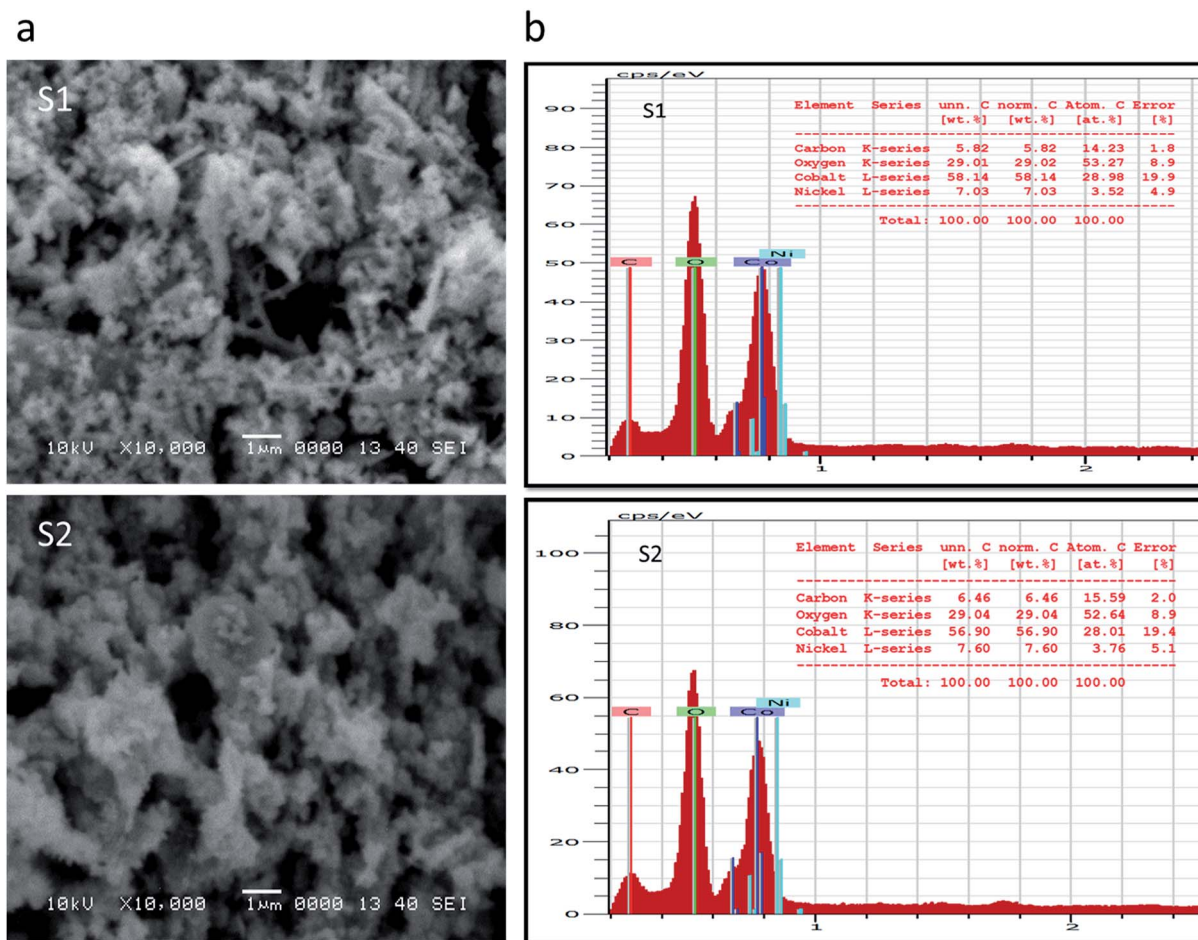 a
b
S1
10kV X10,000 1μm 0000 13 40 SEI
S2
10kV X10,000 1μm 0000 13 40 SEI
cps/eV
S1
Element Series unn. C norm. C Atom. C Error
[wt.%] [wt.%] [at.%] [%]
Carbon K-series 5.82 5.82 14.23 1.8
Oxygen K-series 29.01 29.02 53.27 8.9
Cobalt L-series 58.14 58.14 28.98 19.9
Nickel L-series 7.03 7.03 3.52 4.9
Total: 100.00 100.00 100.00
90
80
70
60
50
40
30
20
10
0
C O Co Ni
1 2
cps/eV
S2
Element Series unn. C norm. C Atom. C Error
[wt.%] [wt.%] [at.%] [%]
Carbon K-series 6.46 6.46 15.59 2.0
Oxygen K-series 29.04 29.04 52.64 8.9
Cobalt L-series 56.90 56.90 28.01 19.4
Nickel L-series 7.60 7.60 3.76 5.1
Total: 100.00 100.00 100.00
100
80
60
40
20
0
C O Co Ni
1 2